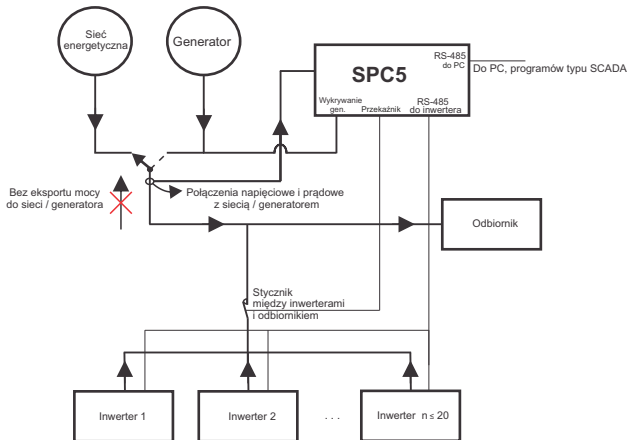 Sieć
energetyczna
Generator
SPC5
RS-485
do PC
Do PC, programów typu SCADA
Wykrywanie
gen.
Przekaźnik
RS-485
do inwertera
Bez eksportu mocy
do sieci / generatora
Połączenia napięciowe i prądowe
z siecią / generatorem
Odbiornik
Stycznik
między inwerterami
i odbiornikiem
Inwerter 1
Inwerter 2
. . .
Inwerter n ≤ 20